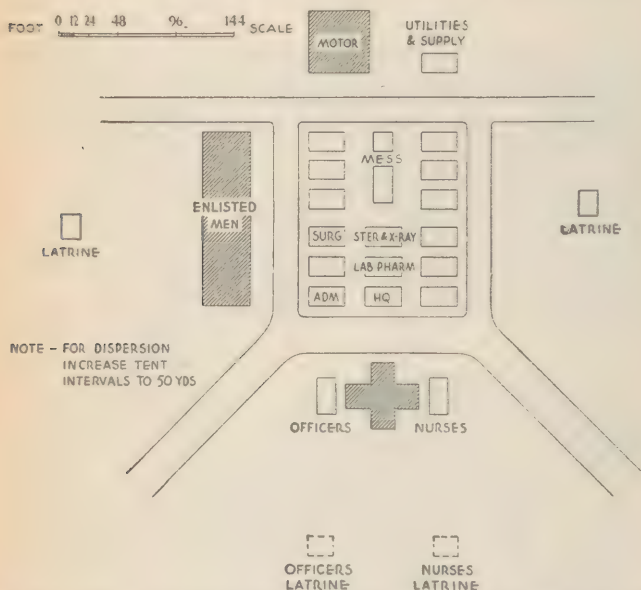 FOOT 0 12 24 48 96 144 SCALE
MOTOR
UTILITIES
& SUPPLY
MESS
ENLISTED
MEN
LATRINE
LATRINE
SURG STER & X-RAY
LAB PHARM
ADM HQ
NOTE – FOR DISPERSION
INCREASE TENT
INTERVALS TO 50 YDS
OFFICERS NURSES
OFFICERS
LATRINE
NURSES
LATRINE